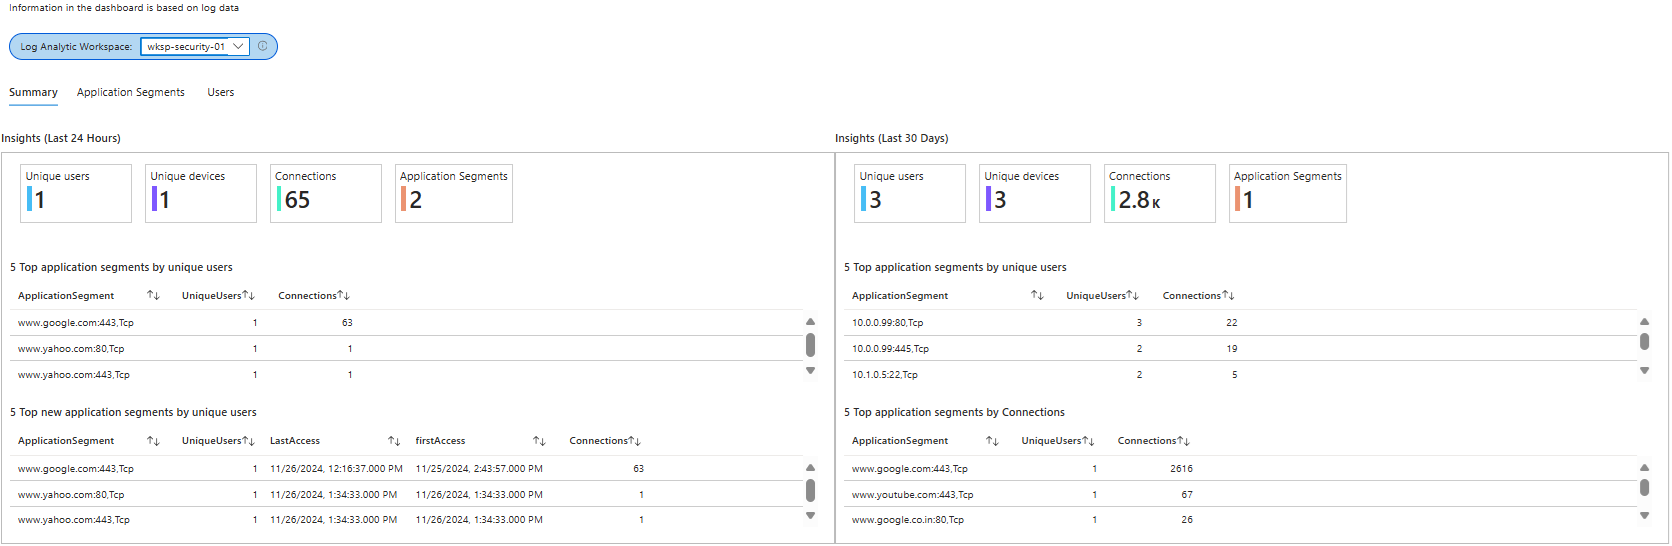 Information in the dashboard is based on log data
Log Analytic Workspace: wksp-security-01
Summary Application Segments Users
Insights (Last 24 Hours)
Unique users Unique devices Connections Application Segments
1 1 65 2
5 Top application segments by unique users
ApplicationSegment UniqueUsers Connections
www.google.com:443,Tcp 1 63
www.yahoo.com:80,Tcp 1 1
www.yahoo.com:443,Tcp 1 1
5 Top new application segments by unique users
ApplicationSegment UniqueUsers LastAccess firstAccess Connections
www.google.com:443,Tcp 1 11/26/2024, 12:16:37.000 PM 11/25/2024, 2:43:57.000 PM 63
www.yahoo.com:80,Tcp 1 11/26/2024, 1:34:33.000 PM 11/26/2024, 1:34:33.000 PM 1
www.yahoo.com:443,Tcp 1 11/26/2024, 1:34:33.000 PM 11/26/2024, 1:34:33.000 PM 1
Insights (Last 30 Days)
Unique users Unique devices Connections Application Segments
3 3 2.8 K 1
5 Top application segments by unique users
ApplicationSegment UniqueUsers Connections
10.0.0.99:80,Tcp 3 22
10.0.0.99:445,Tcp 2 19
10.1.0.5:22,Tcp 2 5
5 Top application segments by Connections
ApplicationSegment UniqueUsers Connections
www.google.com:443,Tcp 1 2616
www.youtube.com:443,Tcp 1 67
www.google.co.in:80,Tcp 1 26